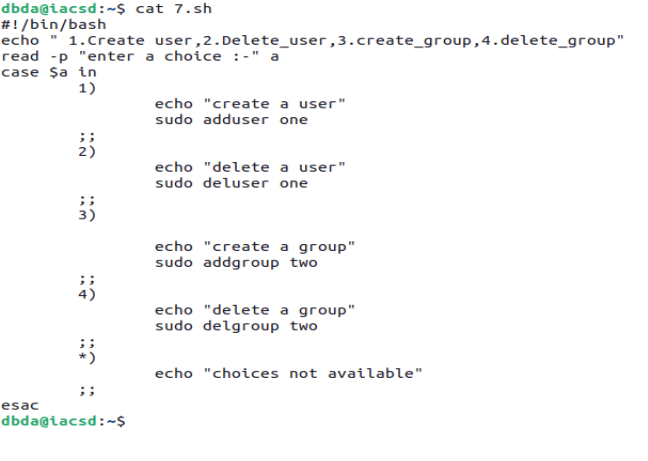 dbda@iacsd:~$ cat 7.sh
#!/bin/bash
echo " 1.Create user,2.Delete_user,3.create_group,4.delete_group"
read -p "enter a choice :-" a
case $a in
        1)
                echo "create a user"
                sudo adduser one
        ;;
        2)
                echo "delete a user"
                sudo deluser one
        ;;
        3)

                echo "create a group"
                sudo addgroup two
        ;;
        4)
                echo "delete a group"
                sudo delgroup two
        ;;
        *)
                echo "choices not available"
        ;;
esac
dbda@iacsd:~$